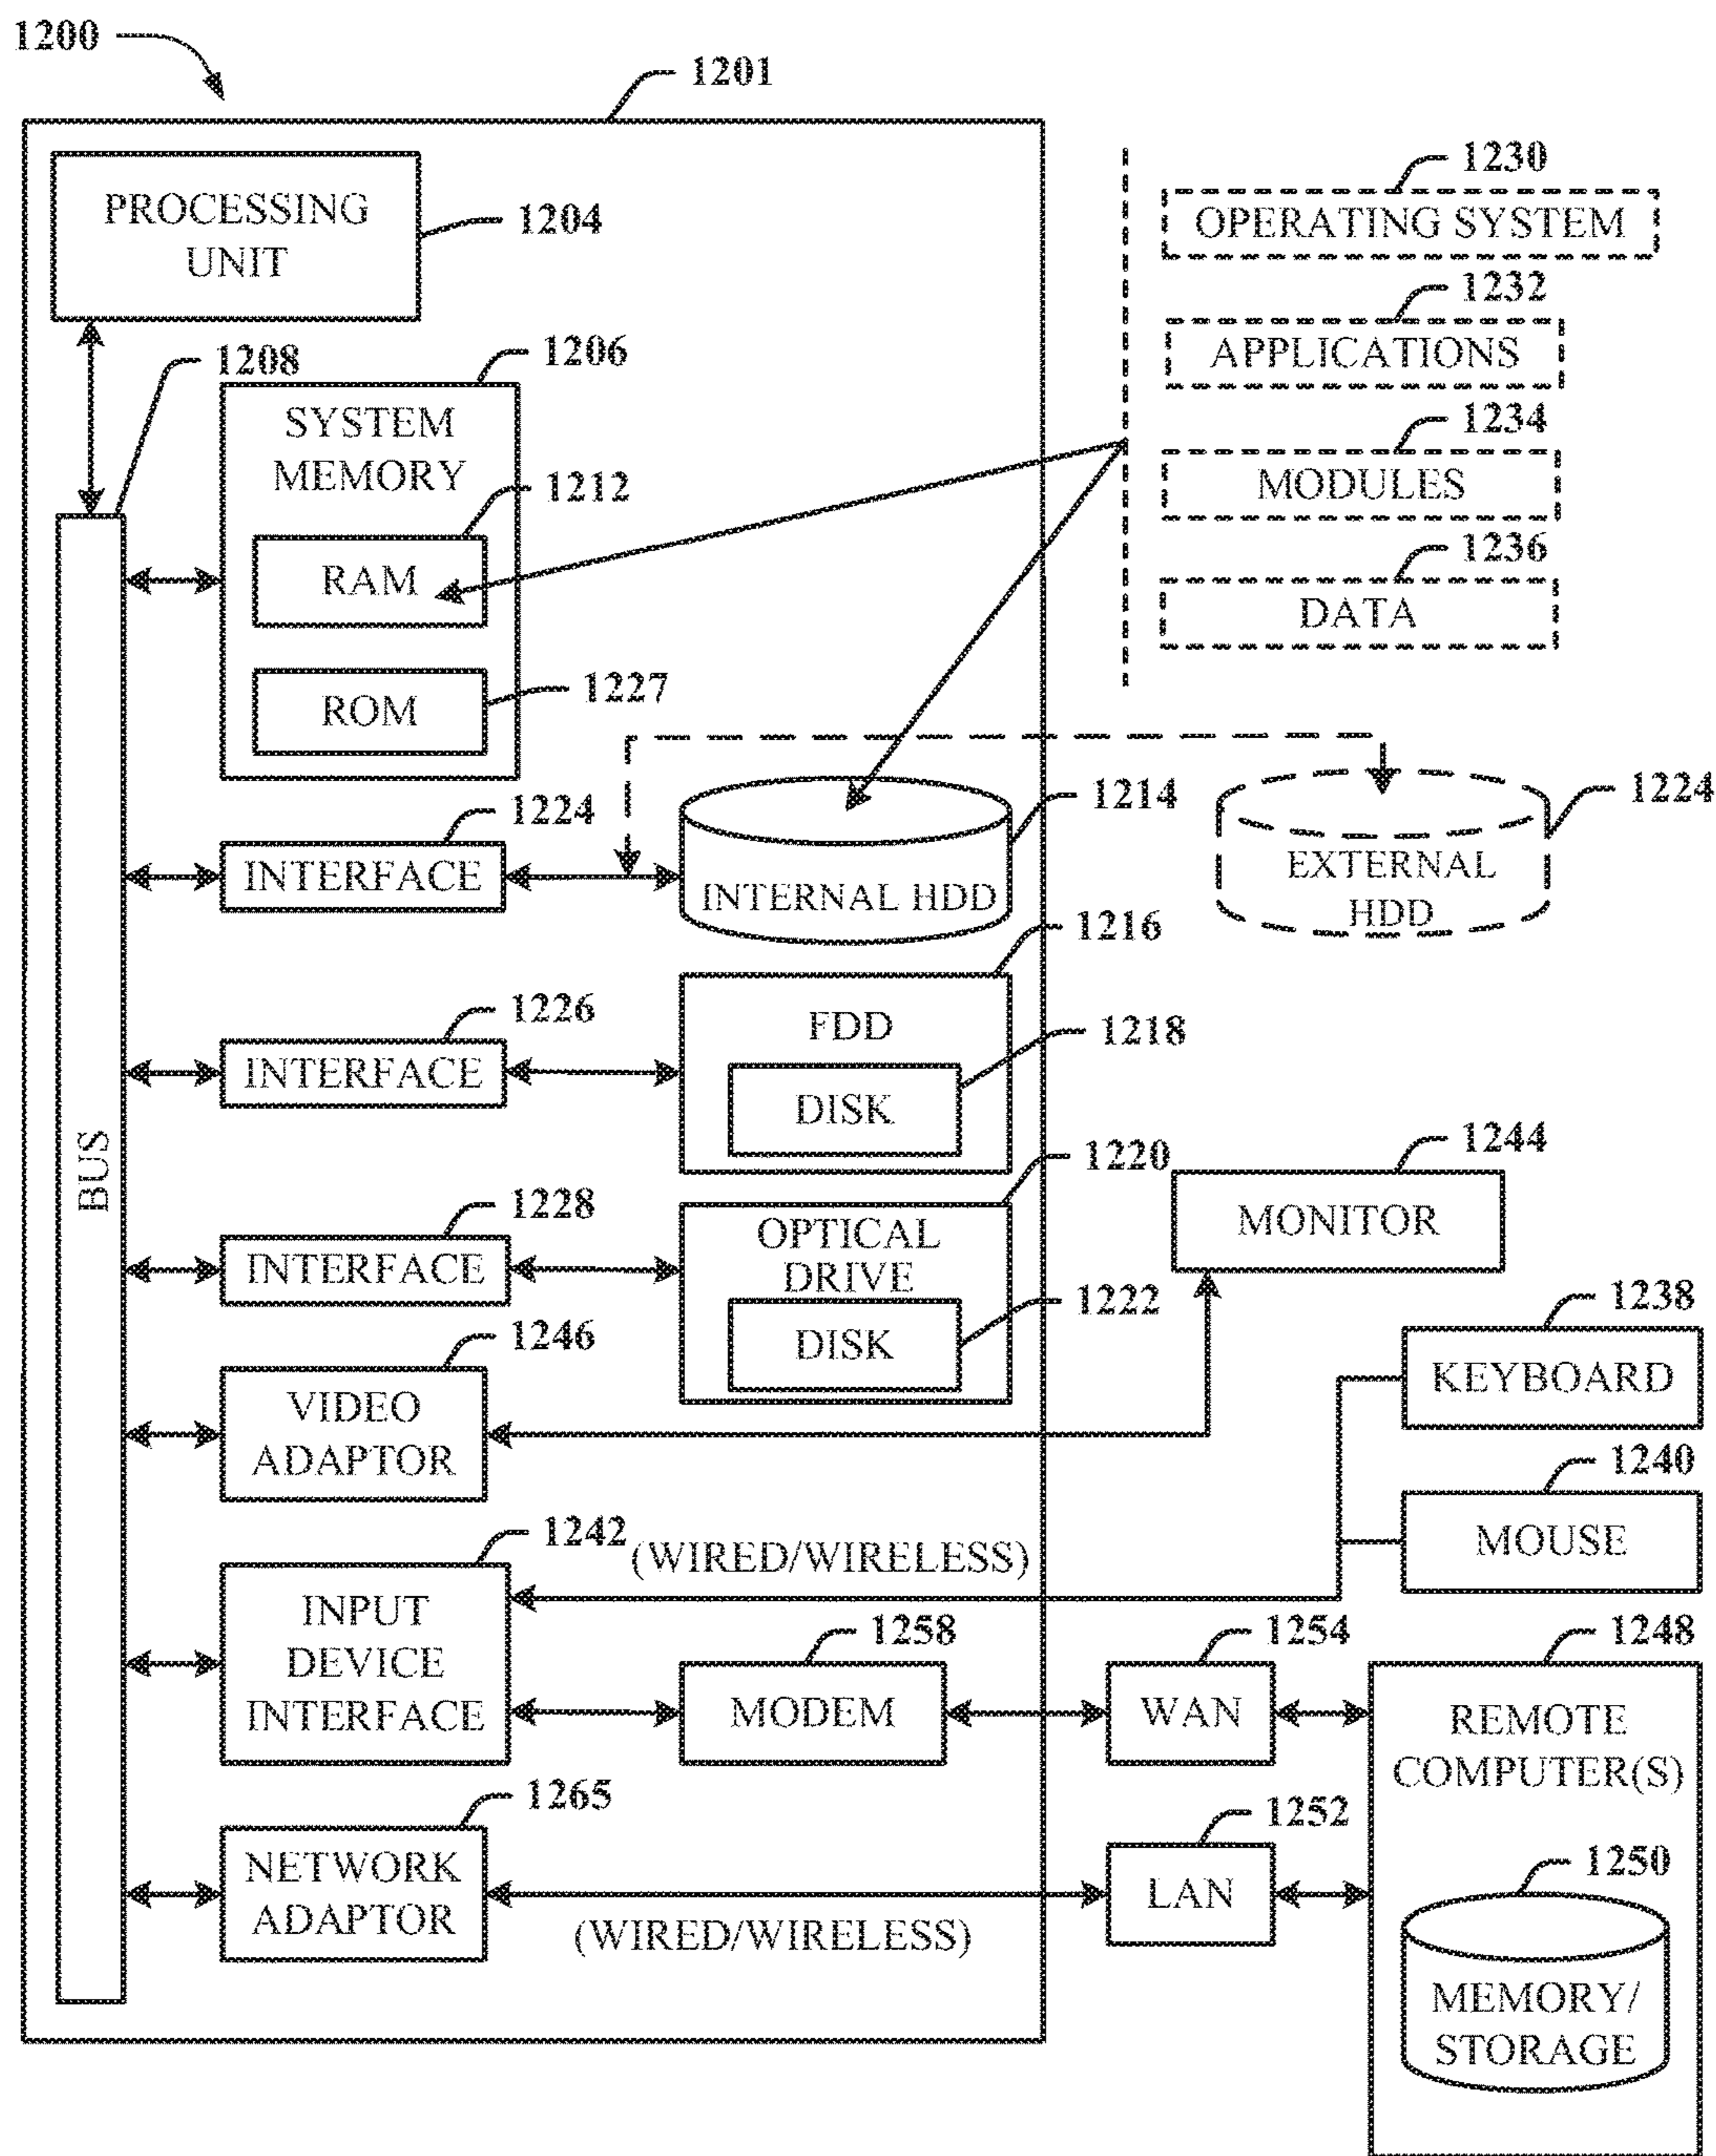 1200
1201
PROCESSING
UNIT
1204
1230
OPERATING SYSTEM
1232
APPLICATIONS
1234
MODULES
1236
DATA
1208
1206
SYSTEM
MEMORY
1212
RAM
ROM
1227
BUS
1224
INTERFACE
1214
INTERNAL HDD
1224
EXTERNAL
HDD
1226
INTERFACE
1216
FDD
1218
DISK
1228
INTERFACE
1220
OPTICAL
DRIVE
1222
DISK
1244
MONITOR
1246
VIDEO
ADAPTOR
1238
KEYBOARD
1240
MOUSE
1242
(WIRED/WIRELESS)
INPUT
DEVICE
INTERFACE
1258
MODEM
1254
WAN
1248
REMOTE
COMPUTER(S)
1265
NETWORK
ADAPTOR
(WIRED/WIRELESS)
1252
LAN
1250
MEMORY/
STORAGE